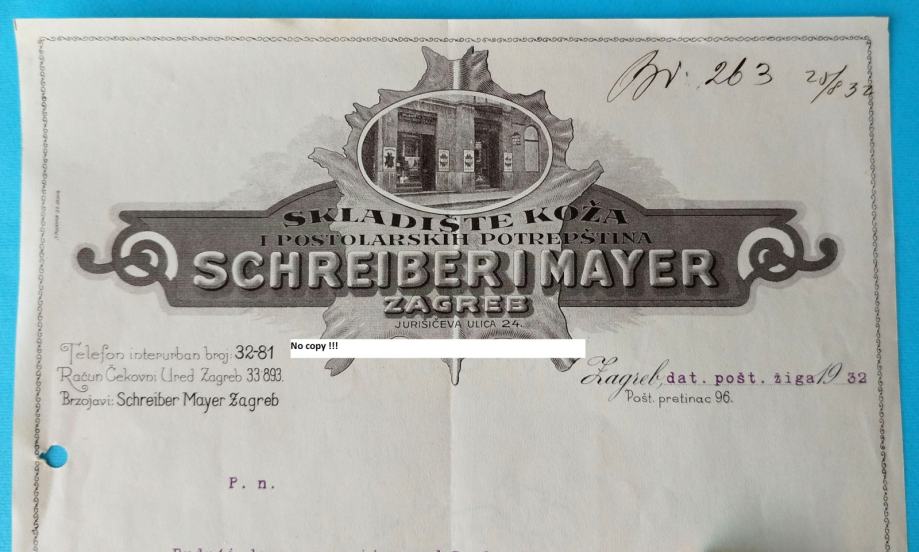 Br. 263 20/8 32
SKLADIŠTE KOŽA
I POSTOLARSKIH POTREPŠTINA
SCHREIBER I MAYER
ZAGREB
JURIŠIĆEVA ULICA 24.
No copy !!!
Telefon interurban broj: 32-81
Račun Čekovni Ured Zagreb 33 893.
Brzojavi: Schreiber Mayer Zagreb
Zagreb, dat. pošt. žiga 19 32
Pošt. pretinac 96.
P. n.